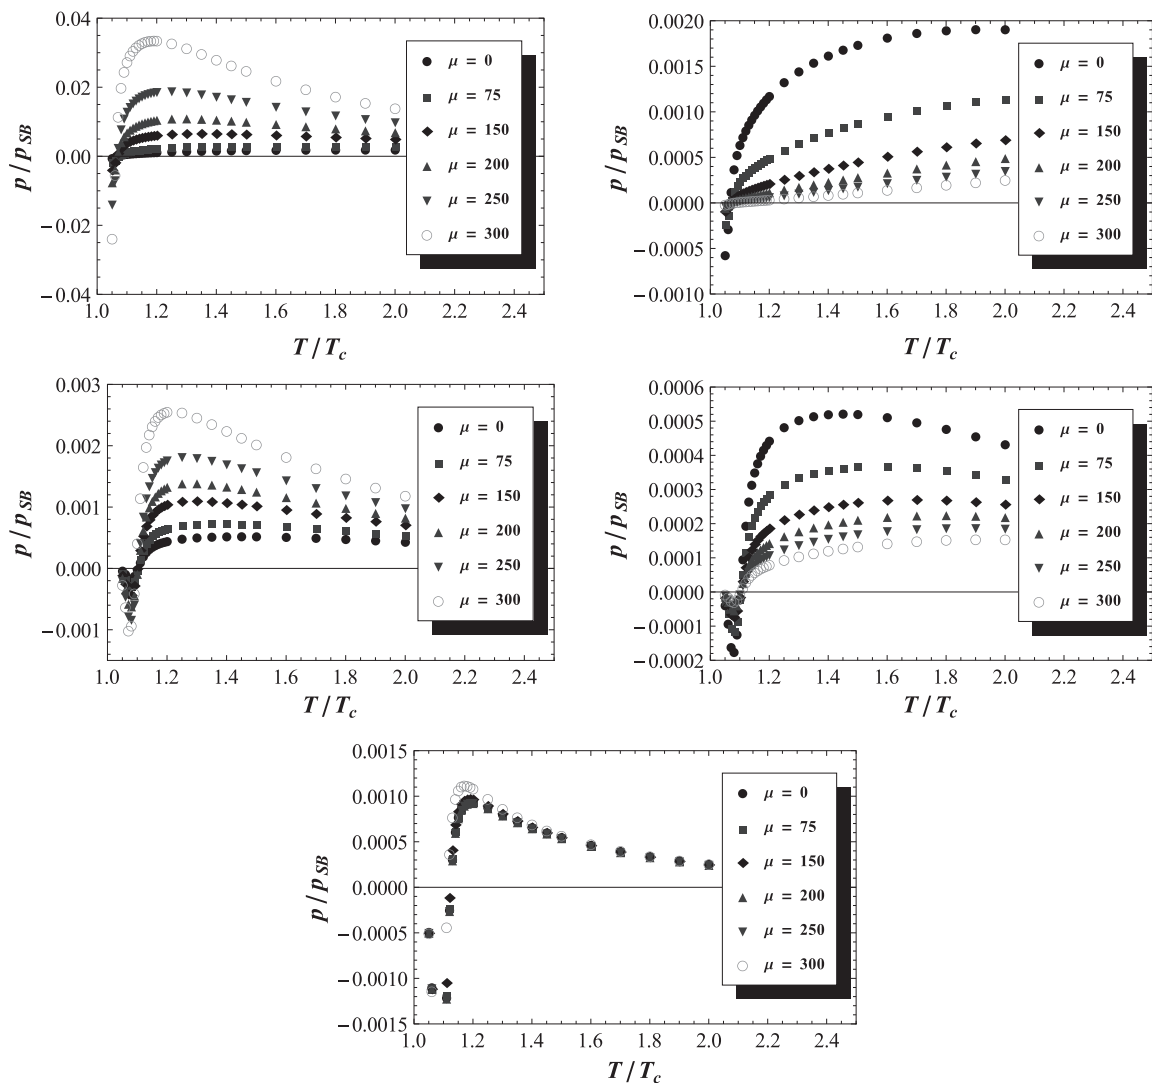 0.04
0.02
0.00
−0.02
−0.04
p/p_SB
1.0 1.2 1.4 1.6 1.8 2.0 2.2 2.4
T/T_c
μ = 0
μ = 75
μ = 150
μ = 200
μ = 250
μ = 300
0.0020
0.0015
0.0010
0.0005
0.0000
−0.0005
−0.0010
p/p_SB
1.0 1.2 1.4 1.6 1.8 2.0 2.2 2.4
T/T_c
μ = 0
μ = 75
μ = 150
μ = 200
μ = 250
μ = 300
0.003
0.002
0.001
0.000
−0.001
p/p_SB
1.0 1.2 1.4 1.6 1.8 2.0 2.2 2.4
T/T_c
μ = 0
μ = 75
μ = 150
μ = 200
μ = 250
μ = 300
0.0006
0.0005
0.0004
0.0003
0.0002
0.0001
0.0000
−0.0001
−0.0002
p/p_SB
1.0 1.2 1.4 1.6 1.8 2.0 2.2 2.4
T/T_c
μ = 0
μ = 75
μ = 150
μ = 200
μ = 250
μ = 300
0.0015
0.0010
0.0005
0.0000
−0.0005
−0.0010
−0.0015
p/p_SB
1.0 1.2 1.4 1.6 1.8 2.0 2.2 2.4
T/T_c
μ = 0
μ = 75
μ = 150
μ = 200
μ = 250
μ = 300